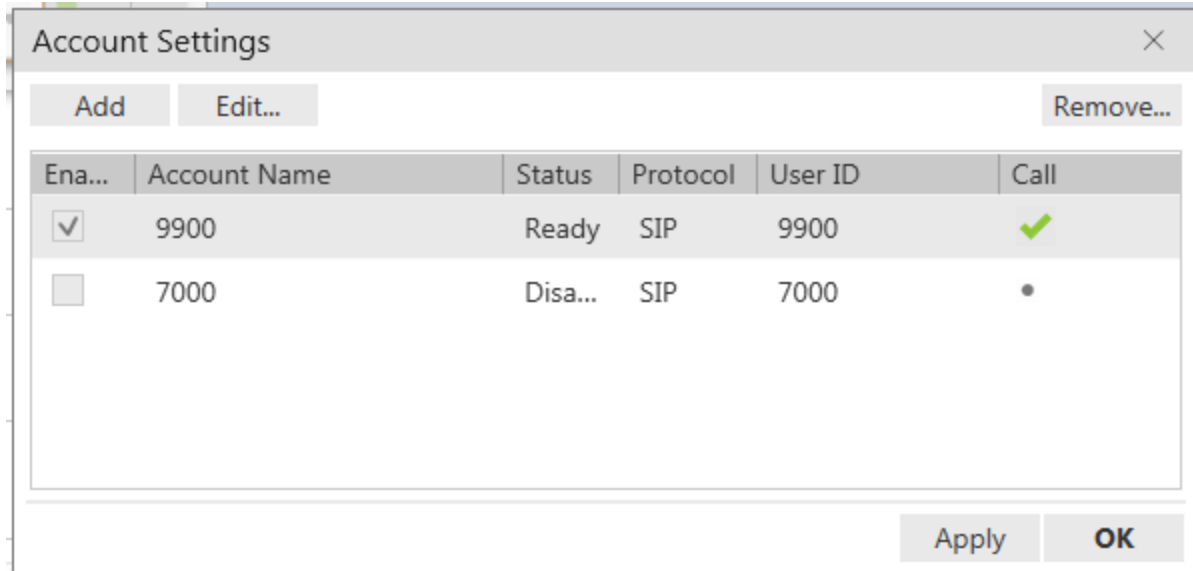 Account Settings
Add Edit... Remove...
Ena... Account Name Status Protocol User ID Call
9900 Ready SIP 9900
7000 Disa... SIP 7000
Apply OK